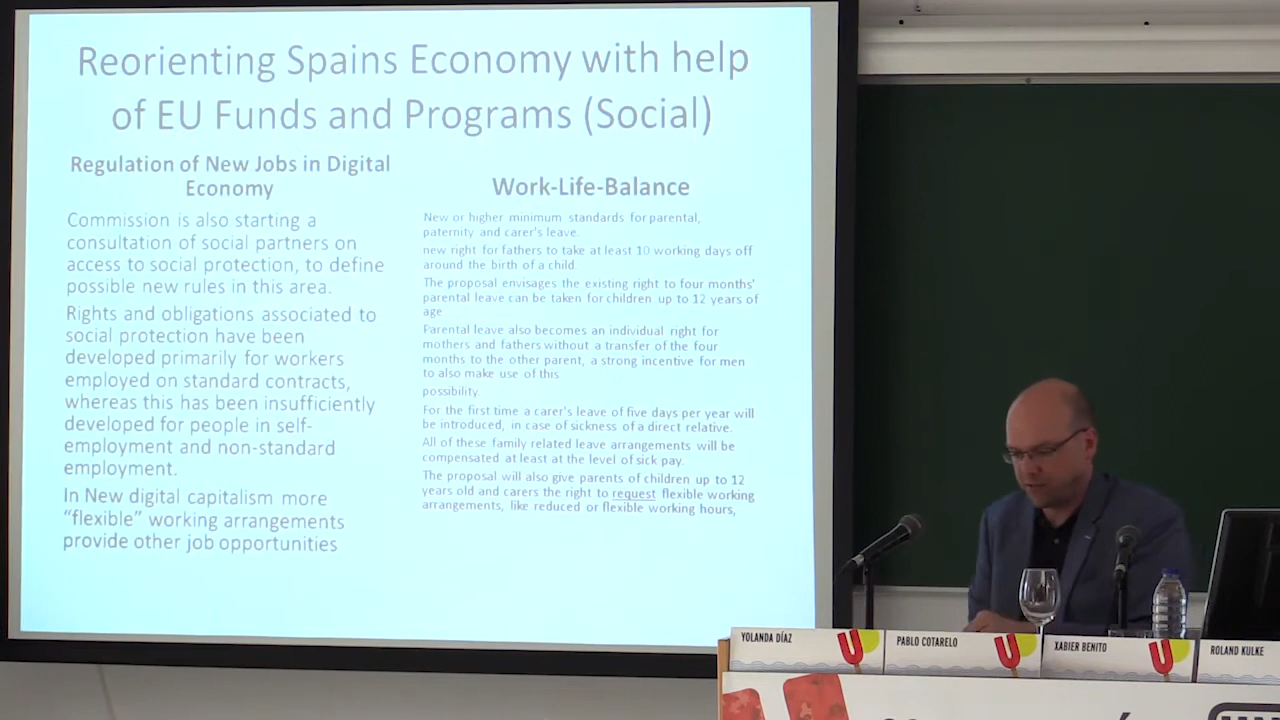 Reorienting Spains Economy with help
of EU Funds and Programs (Social)
Regulation of New Jobs in Digital
Economy
Commission is also starting a
consultation of social partners on
access to social protection, to define
possible new rules in this area.
Rights and obligations associated to
social protection have been
developed primarily for workers
employed on standard contracts,
whereas this has been insufficiently
developed for people in self-
employment and non-standard
employment.
In New digital capitalism more
“flexible” working arrangements
provide other job opportunities
Work-Life-Balance
New or higher minimum standards for parental,
paternity and carer's leave.
new right for fathers to take at least 10 working days off
around the birth of a child
The proposal envisages the existing right to four months'
parental leave can be taken for children up to 12 years of
age
Parental leave also becomes an individual right for
mothers and fathers without a transfer of the four
months to the other parent, a strong incentive for men
to also make use of this
possibility.
For the first time a carer's leave of five days per year will
be introduced, in case of sickness of a direct relative.
All of these family related leave arrangements will be
compensated at least at the level of sick pay.
The proposal will also give parents of children up to 12
years old and carers the right to request flexible working
arrangements, like reduced or flexible working hours,
YOLANDA DÍAZ
PABLO COTARELO
XABIER BENITO
ROLAND KULKE